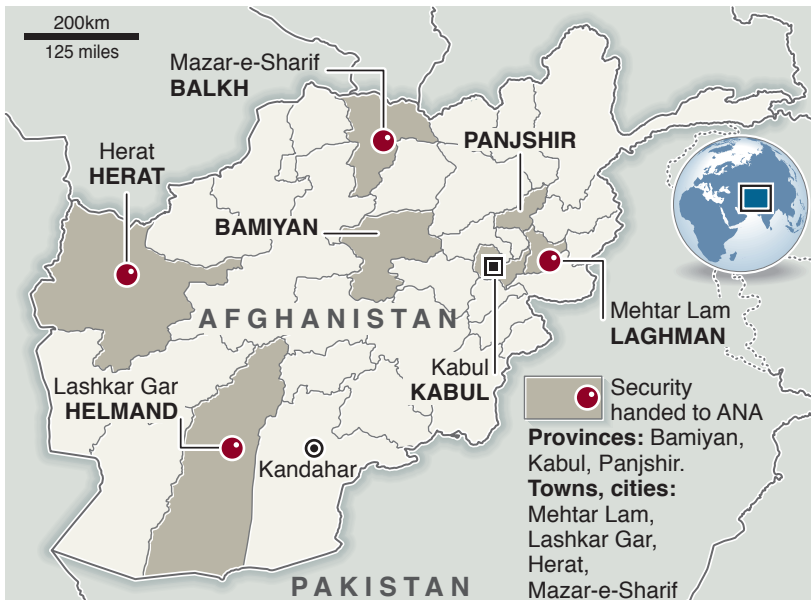 200km
125 miles
Mazar-e-Sharif
BALKH
PANJSHIR
Herat
HERAT
BAMIYAN
AFGHANISTAN
Mehtar Lam
LAGHMAN
Kabul
KABUL
Lashkar Gar
HELMAND
Kandahar
PAKISTAN
Security
handed to ANA
Provinces: Bamiyan,
Kabul, Panjshir.
Towns, cities:
Mehtar Lam,
Lashkar Gar,
Herat,
Mazar-e-Sharif